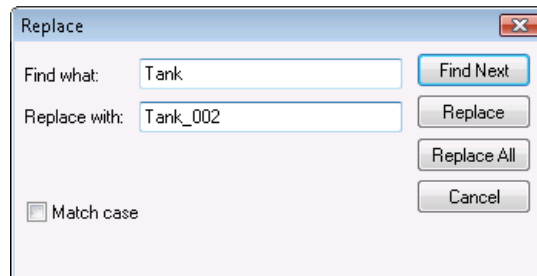 Replace
Find what: Tank Find Next
Replace with: Tank_002 Replace
Replace All
Cancel
Match case